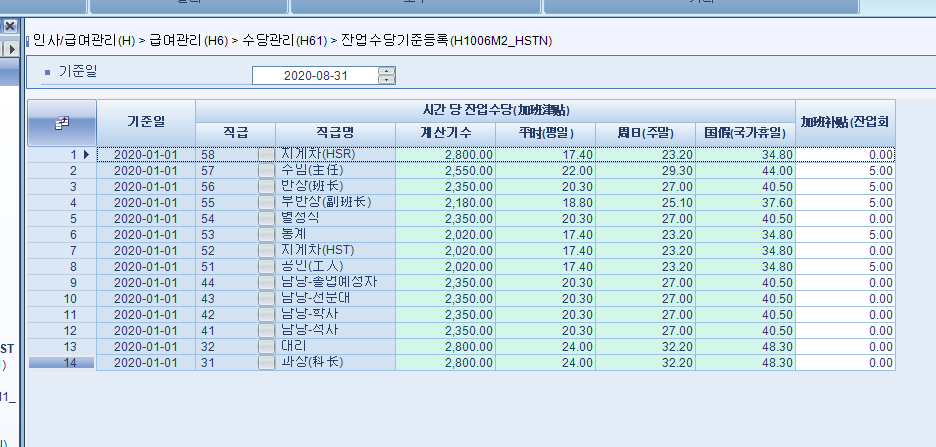 인사/급여관리(H) > 급여관리(H6) > 수당관리(H61) > 잔업수당기준등록(H1006M2_HSTN)
기준일 2020-08-31
기준일 시간 당 잔업수당(加班津贴) 加班补贴(잔업회
직급 직급명 계산기수 平时(평일) 周日(주말) 国假(국가휴일)
1 2020-01-01 58 지게차(HSR) 2,800.00 17.40 23.20 34.80 0.00
2 2020-01-01 57 주임(主任) 2,550.00 22.00 29.30 44.00 5.00
3 2020-01-01 56 반장(班长) 2,350.00 20.30 27.00 40.50 5.00
4 2020-01-01 55 부반장(副班长) 2,180.00 18.80 25.10 37.60 5.00
5 2020-01-01 54 별정직 2,350.00 20.30 27.00 40.50 0.00
6 2020-01-01 53 통계 2,020.00 17.40 23.20 34.80 5.00
7 2020-01-01 52 지게차(HST) 2,020.00 17.40 23.20 34.80 0.00
8 2020-01-01 51 공인(工人) 2,020.00 17.40 23.20 34.80 5.00
9 2020-01-01 44 담당-졸업예정자 2,350.00 20.30 27.00 40.50 0.00
10 2020-01-01 43 담당-전문대 2,350.00 20.30 27.00 40.50 0.00
11 2020-01-01 42 담당-학사 2,350.00 20.30 27.00 40.50 0.00
12 2020-01-01 41 담당-석사 2,350.00 20.30 27.00 40.50 0.00
13 2020-01-01 32 대리 2,800.00 24.00 32.20 48.30 0.00
14 2020-01-01 31 과장(科长) 2,800.00 24.00 32.20 48.30 0.00
ST